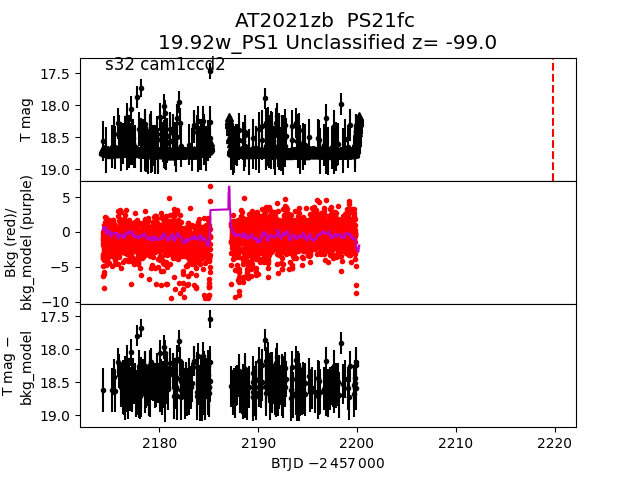 AT2021zb  PS21fc
19.92w_PS1 Unclassified z= -99.0
s32 cam1ccd2
T mag
17.5
18.0
18.5
19.0
Bkg (red)/
bkg_model (purple)
5
0
−5
−10
T mag −
bkg_model
17.5
18.0
18.5
19.0
2180
2190
2200
2210
2220
BTJD −2 457 000